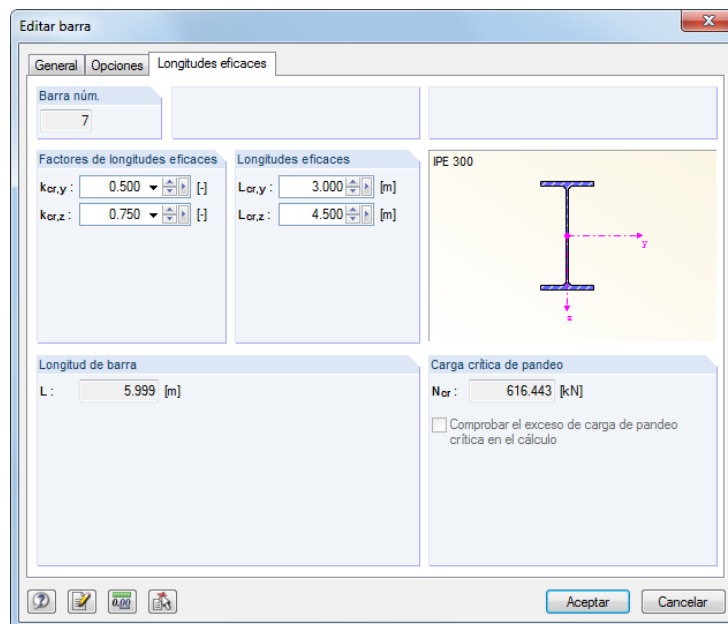 Editar barra
General Opciones Longitudes eficaces
Barra núm.
7
Factores de longitudes eficaces
kcr,y : 0.500 [-]
kcr,z : 0.750 [-]
Longitudes eficaces
Lcr,y : 3.000 [m]
Lcr,z : 4.500 [m]
IPE 300
y
z
Longitud de barra
L : 5.999 [m]
Carga crítica de pandeo
Ncr : 616.443 [kN]
Comprobar el exceso de carga de pandeo
crítica en el cálculo
0,00
Aceptar Cancelar